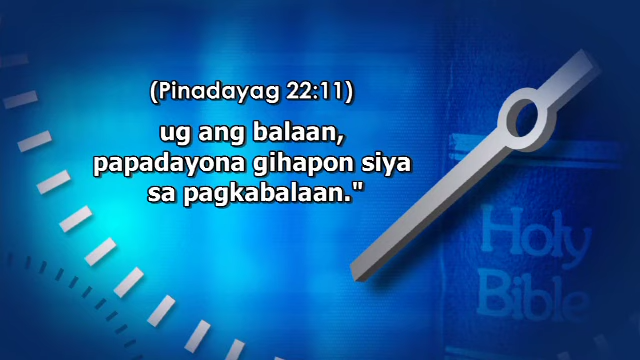 (Pinadayag 22:11)
ug ang balaan,
papadayona gihapon siya
sa pagkabalaan."
Holy
Bible